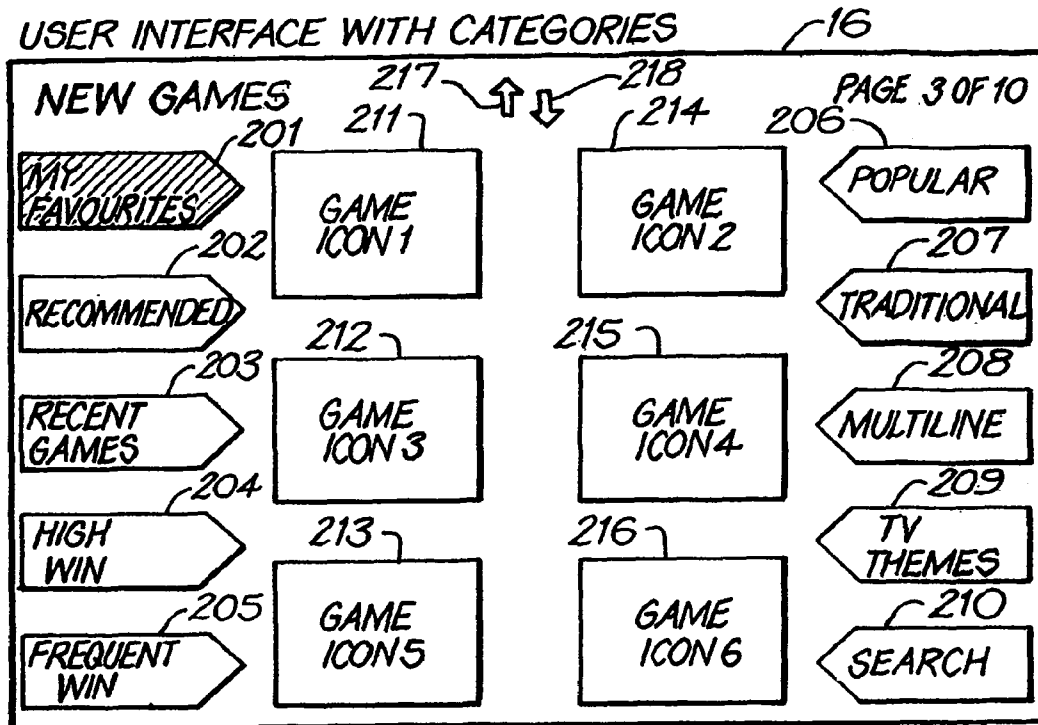 USER INTERFACE WITH CATEGORIES
16
NEW GAMES
217
218
PAGE 3 OF 10
201
211
214
206
MY
FAVOURITES
GAME
ICON 1
GAME
ICON 2
POPULAR
202
207
RECOMMENDED
TRADITIONAL
212
215
203
208
RECENT
GAMES
GAME
ICON 3
GAME
ICON 4
MULTILINE
204
209
HIGH
WIN
213
216
TV
THEMES
205
210
FREQUENT
WIN
GAME
ICON 5
GAME
ICON 6
SEARCH